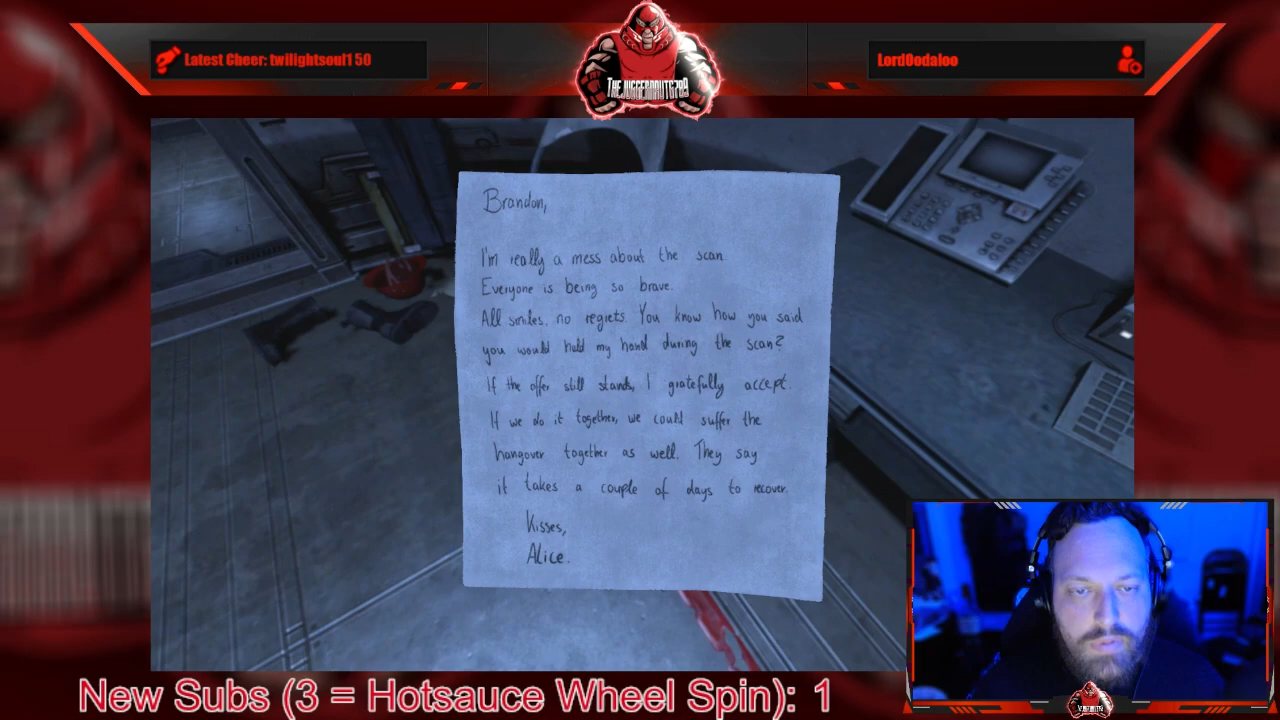 Latest Cheer: twilightsoul1 50
THEJUGGERNAUT6789
LordOodaloo
Brandon,
I'm really a mess about the scan.
Everyone is being so brave.
All smiles, no regrets. You know how you said
you would hold my hand during the scan?
If the offer still stands, I gratefully accept.
If we do it together, we could suffer the
hangover together as well. They say
it takes a couple of days to recover.
Kisses,
Alice.
New Subs (3 = Hotsauce Wheel Spin): 1